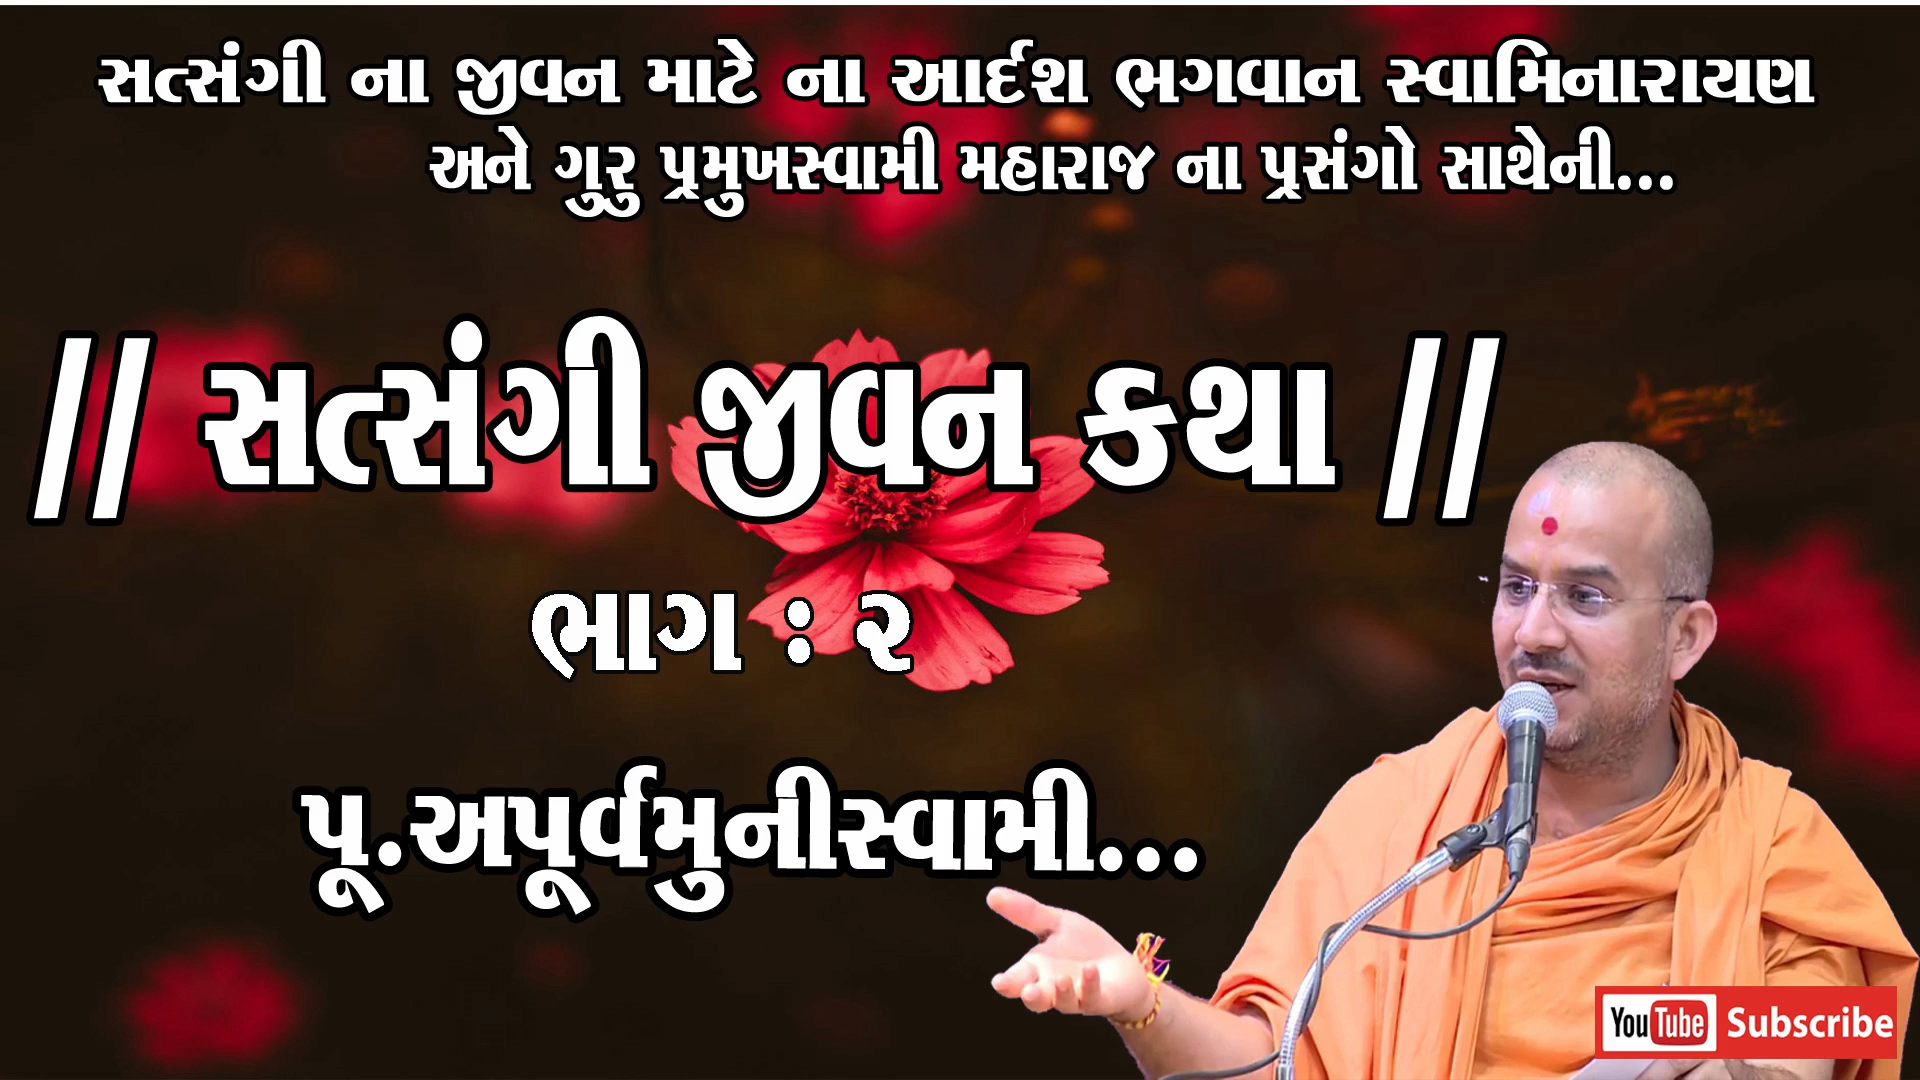 સત્સંગી ના જીવન માટે ના આર્દશ ભગવાન સ્વામિનારાયણ
અને ગુરુ પ્રમુખસ્વામી મહારાજ ના પ્રસંગો સાથેની...
// સત્સંગી જીવન કથા //
ભાગ : ૨
પૂ.અપૂર્વમુનીસ્વામી...
YouTube Subscribe